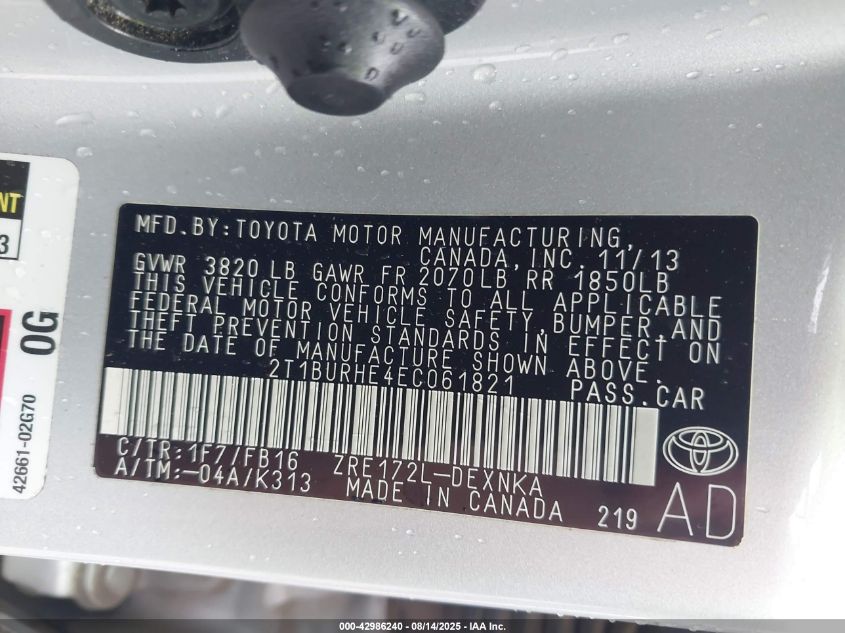 MFD.BY:TOYOTA MOTOR MANUFACTURING,
CANADA,INC. 11/13
GVWR 3820 LB GAWR FR 2070LB RR 1850LB
THIS VEHICLE CONFORMS TO ALL APPLICABLE
FEDERAL MOTOR VEHICLE SAFETY,BUMPER,AND
THEFT PREVENTION STANDARDS IN EFFECT ON
THE DATE OF MANUFACTURE SHOWN ABOVE.
2T1BURHE4EC061821 PASS.CAR
C/TR:1F7/FB16 ZRE172L-DEXNKA
A/TM:-04A/K313 MADE IN CANADA 219 AD
NT
3
0G
42661-02G70
000-42986240 - 08/14/2025 - IAA Inc.